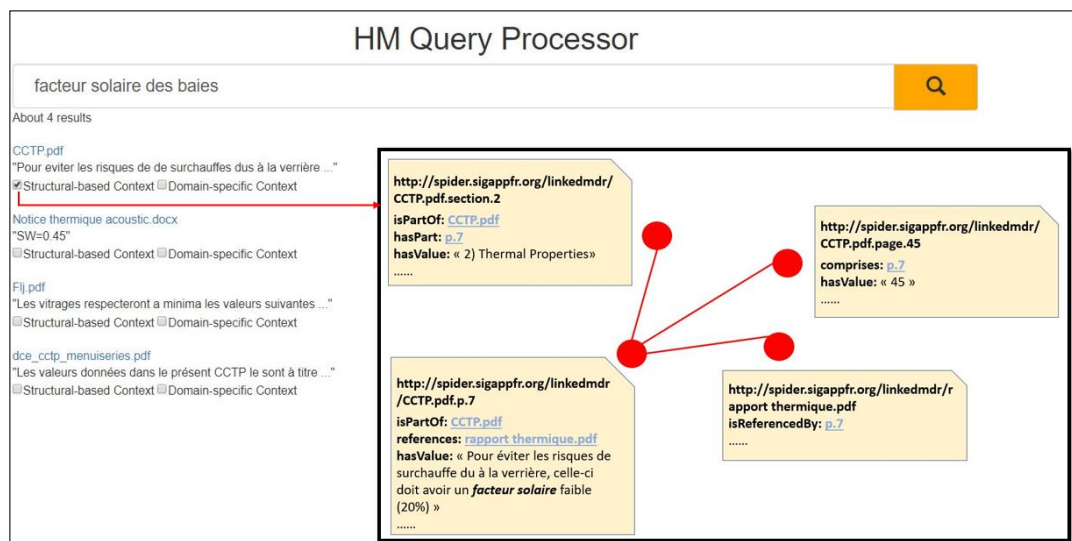 HM Query Processor
facteur solaire des baies
About 4 results
CCTP.pdf
"Pour eviter les risques de de surchauffes dus à la verrière ..."
Structural-based Context Domain-specific Context
Notice thermique acoustic.docx
"SW=0.45"
Structural-based Context Domain-specific Context
Flj.pdf
"Les vitrages respecteront a minima les valeurs suivantes ..."
Structural-based Context Domain-specific Context
dce_cctp_menuiseries.pdf
"Les valeurs données dans le présent CCTP le sont à titre ..."
Structural-based Context Domain-specific Context
http://spider.sigappfr.org/linkedmdr/
CCTP.pdf.section.2
isPartOf: CCTP.pdf
hasPart: p.7
hasValue: « 2) Thermal Properties»
......
http://spider.sigappfr.org/linkedmdr/
CCTP.pdf.page.45
comprises: p.7
hasValue: « 45 »
......
http://spider.sigappfr.org/linkedmdr
/CCTP.pdf.p.7
isPartOf: CCTP.pdf
references: rapport thermique.pdf
hasValue: « Pour éviter les risques de
surchauffe du à la verrière, celle-ci
doit avoir un facteur solaire faible
(20%) »
......
http://spider.sigappfr.org/linkedmdr/r
apport thermique.pdf
isReferencedBy: p.7
......